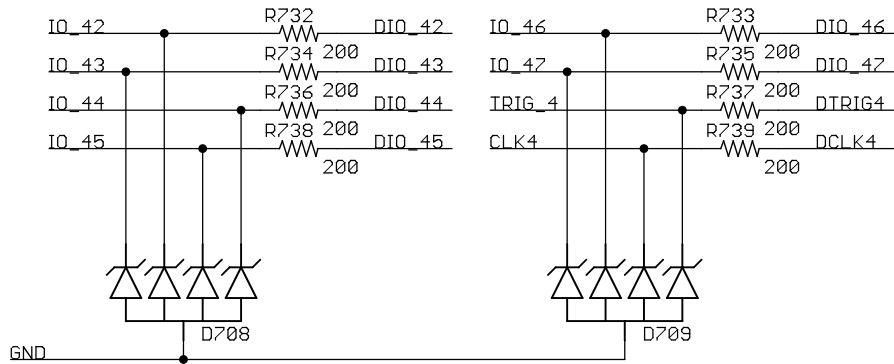 R732 R733
IO_42 DIO_42 IO_46 DIO_46
R734 200 R735 200
IO_43 DIO_43 IO_47 DIO_47
R736 200 R737 200
IO_44 DIO_44 TRIG_4 DTRIG4
R738 200 R739 200
IO_45 DIO_45 CLK4 DCLK4
200 200
D708 D709
GND